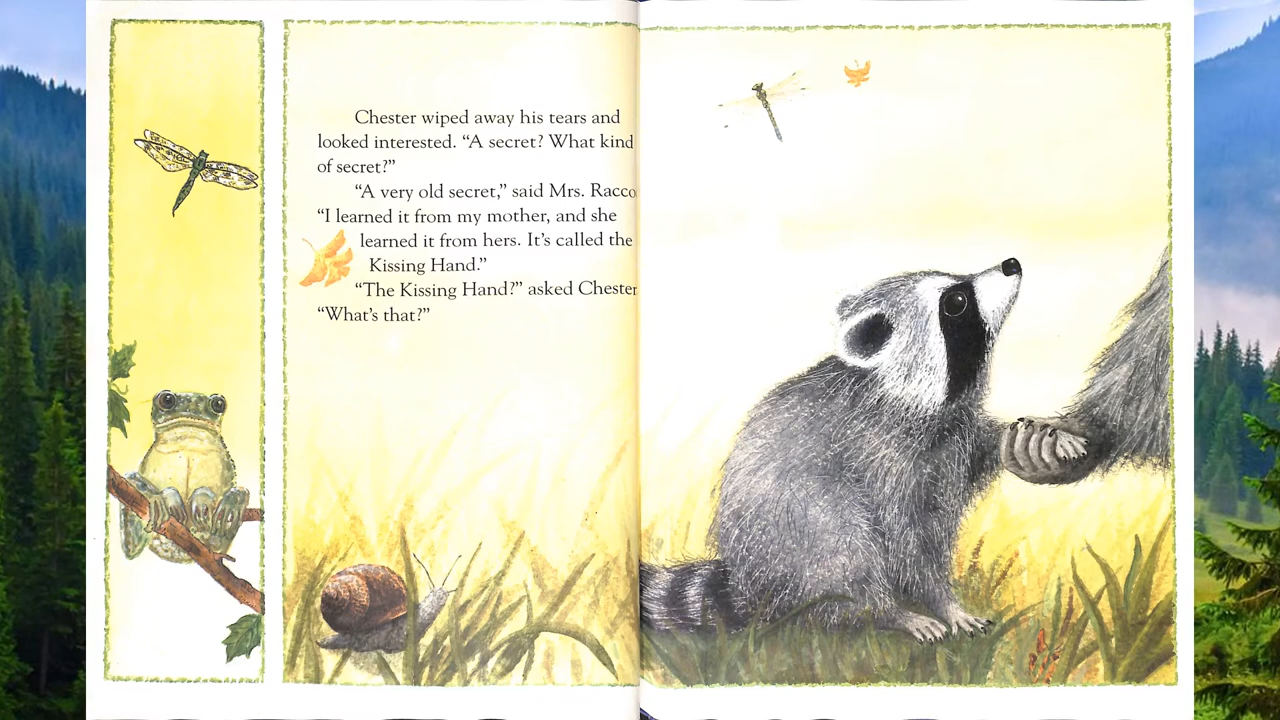 Chester wiped away his tears and
looked interested. “A secret? What kind
of secret?”
“A very old secret,” said Mrs. Racco
“I learned it from my mother, and she
learned it from hers. It’s called the
Kissing Hand.”
“The Kissing Hand?” asked Chester
“What’s that?”